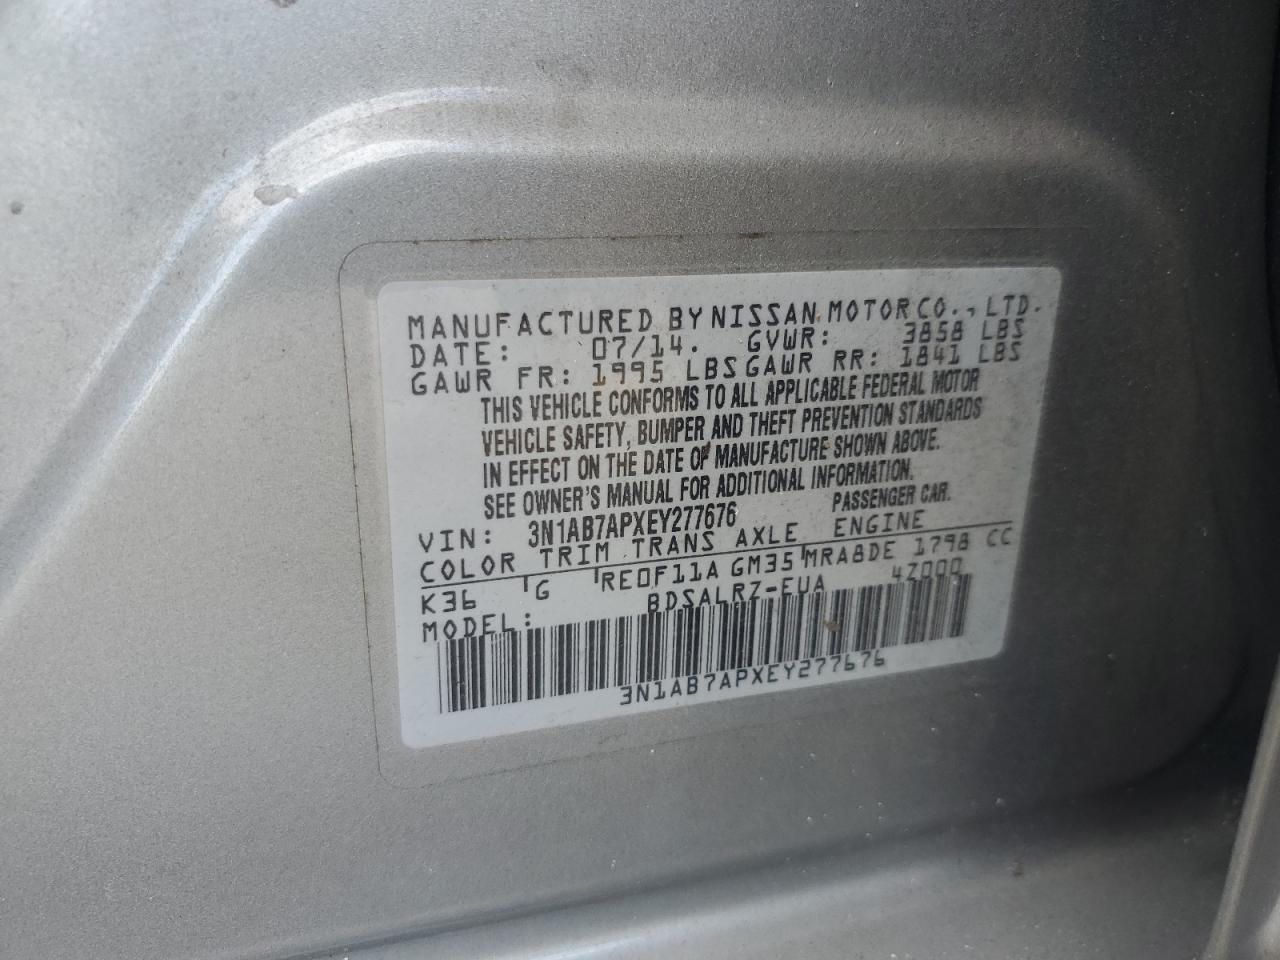 MANUFACTURED BY NISSAN MOTOR CO., LTD.
DATE: 07/14. GVWR: 3858 LBS
GAWR FR: 1995 LBS GAWR RR: 1841 LBS
THIS VEHICLE CONFORMS TO ALL APPLICABLE FEDERAL MOTOR
VEHICLE SAFETY, BUMPER AND THEFT PREVENTION STANDARDS
IN EFFECT ON THE DATE OF MANUFACTURE SHOWN ABOVE.
SEE OWNER'S MANUAL FOR ADDITIONAL INFORMATION.
VIN: 3N1AB7APXEY277676 PASSENGER CAR.
COLOR TRIM TRANS AXLE ENGINE
K36 G RE0F11A GM35 MRA8DE 1798 CC
MODEL: BDSALRZ-EUA 4Z000
3N1AB7APXEY277676